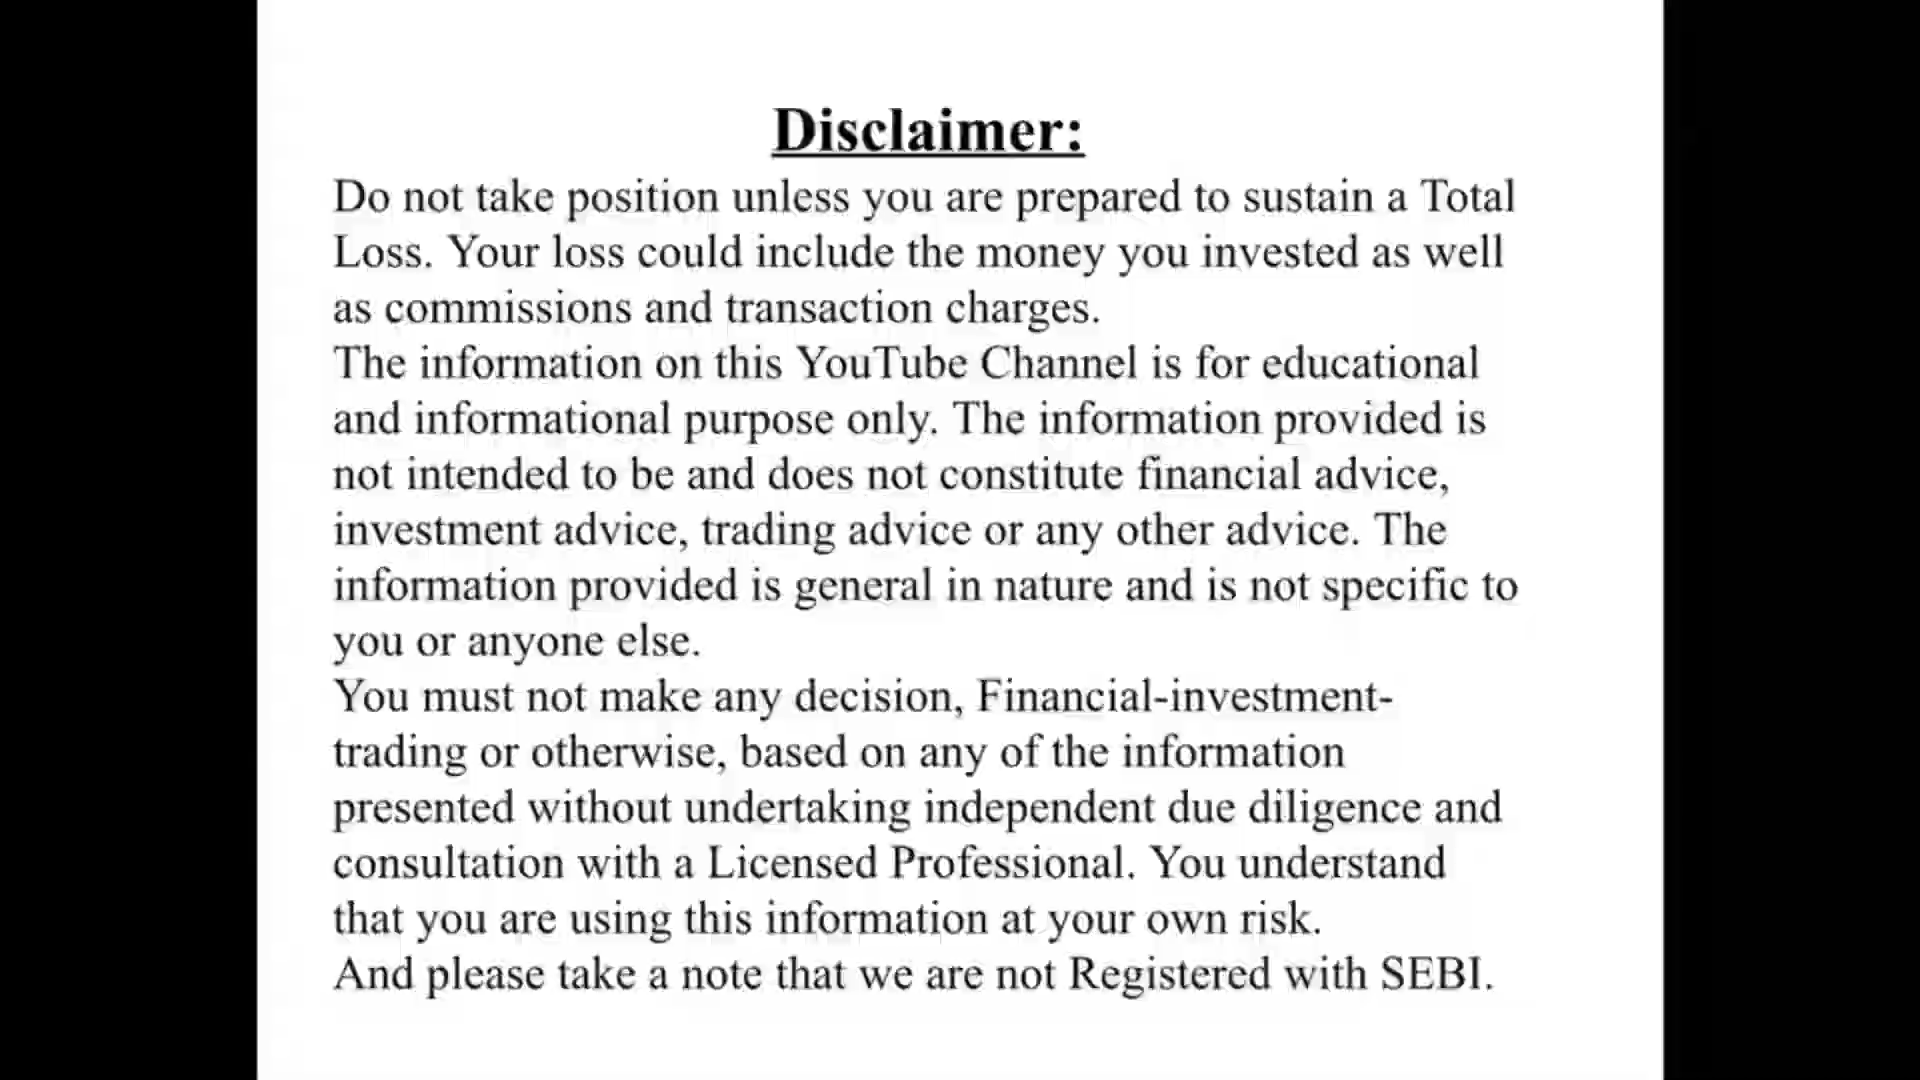 Disclaimer:
Do not take position unless you are prepared to sustain a Total
Loss. Your loss could include the money you invested as well
as commissions and transaction charges.
The information on this YouTube Channel is for educational
and informational purpose only. The information provided is
not intended to be and does not constitute financial advice,
investment advice, trading advice or any other advice. The
information provided is general in nature and is not specific to
you or anyone else.
You must not make any decision, Financial-investment-
trading or otherwise, based on any of the information
presented without undertaking independent due diligence and
consultation with a Licensed Professional. You understand
that you are using this information at your own risk.
And please take a note that we are not Registered with SEBI.